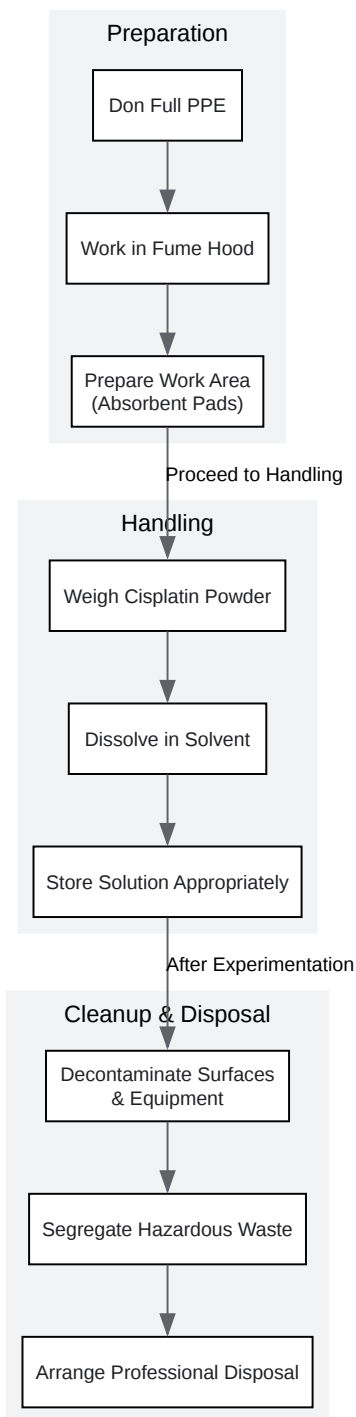 Preparation
Don Full PPE
Work in Fume Hood
Prepare Work Area
(Absorbent Pads)
Proceed to Handling
Handling
Weigh Cisplatin Powder
Dissolve in Solvent
Store Solution Appropriately
After Experimentation
Cleanup & Disposal
Decontaminate Surfaces
& Equipment
Segregate Hazardous Waste
Arrange Professional Disposal